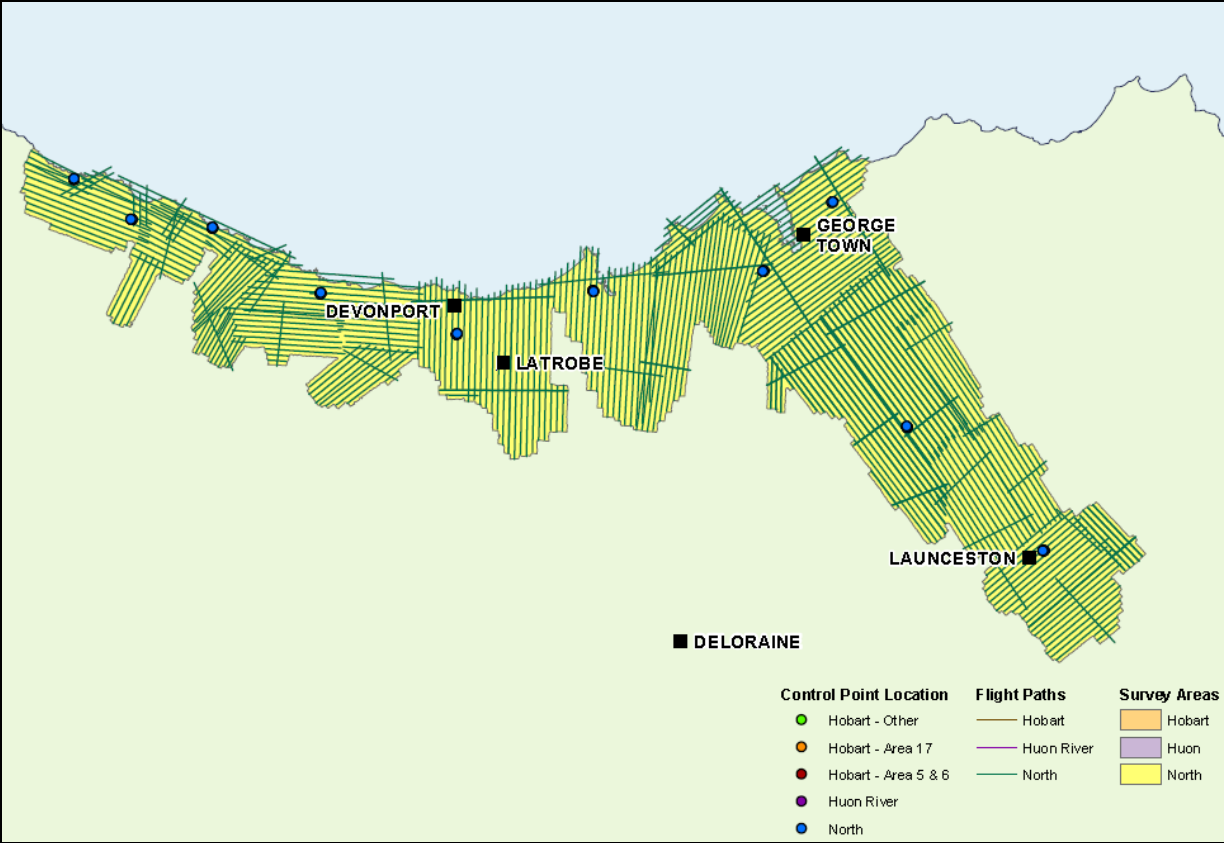 GEORGE
TOWN
DEVONPORT
LATROBE
LAUNCESTON
DELORAINE
Control Point Location
Hobart - Other
Hobart - Area 17
Hobart - Area 5 & 6
Huon River
North
Flight Paths
Hobart
Huon River
North
Survey Areas
Hobart
Huon
North